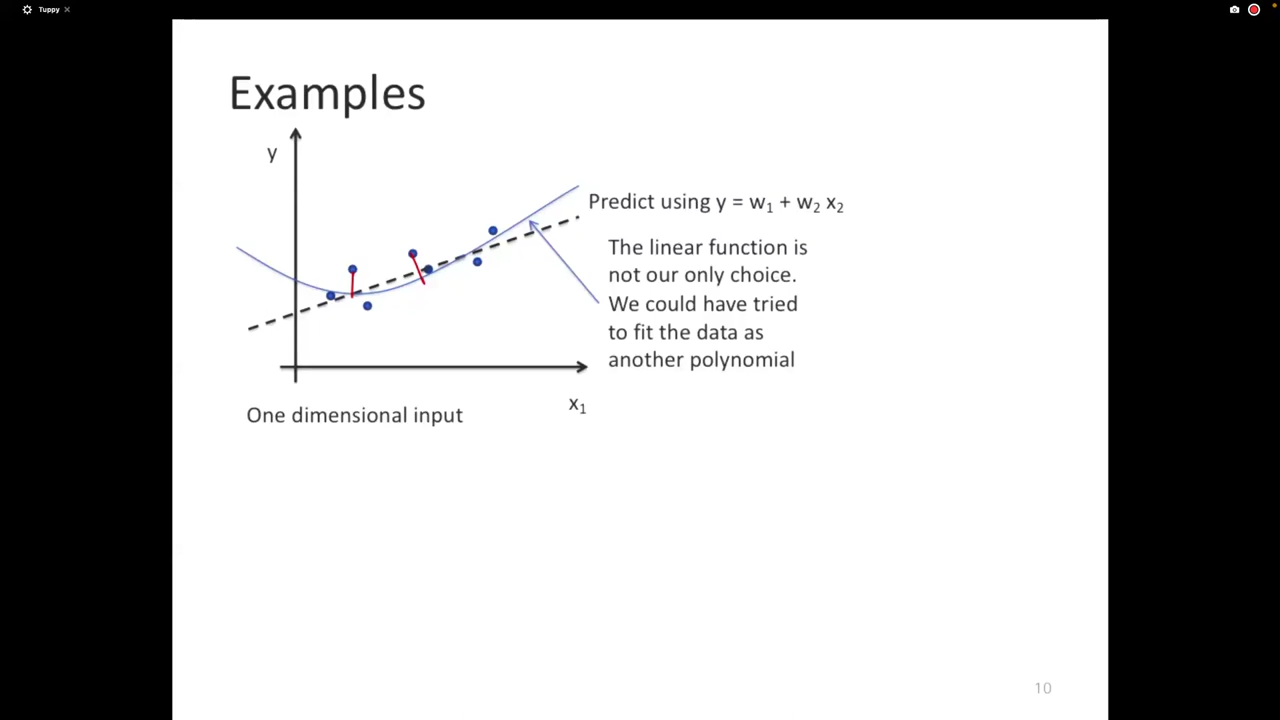 Tuppy
Examples
y
Predict using y = w₁ + w₂ x₂
The linear function is
not our only choice.
We could have tried
to fit the data as
another polynomial
x₁
One dimensional input
10